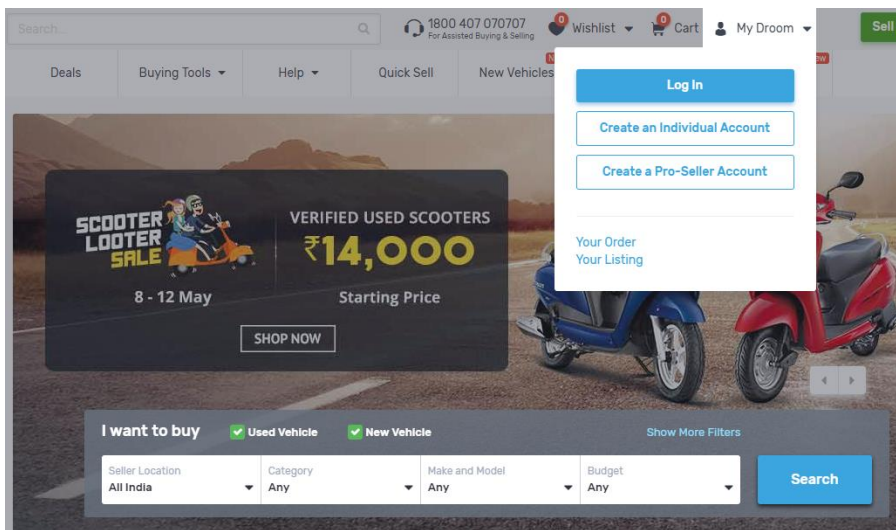 Search...
1800 407 070707
For Assisted Buying & Selling
0
Wishlist
0
Cart
My Droom
Sell
Deals
Buying Tools
Help
Quick Sell
New Vehicles
Log In
Create an Individual Account
Create a Pro-Seller Account
Your Order
Your Listing
SCOOTER
LOOTER
SALE
8 - 12 May
VERIFIED USED SCOOTERS
₹14,000
Starting Price
SHOP NOW
I want to buy
Used Vehicle
New Vehicle
Show More Filters
Seller Location
All India
Category
Any
Make and Model
Any
Budget
Any
Search